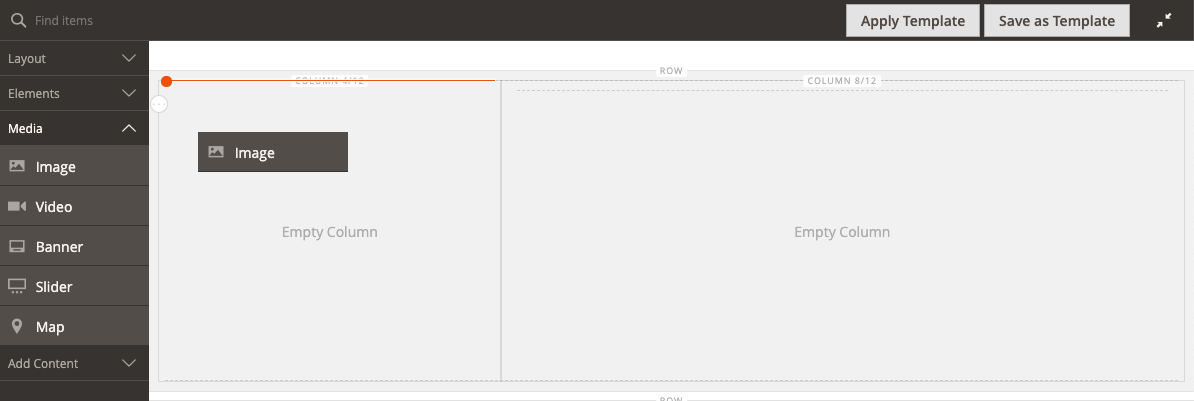 Find items
Apply Template
Save as Template
Layout
Elements
Media
Image
Video
Banner
Slider
Map
Add Content
ROW
COLUMN 4/12
COLUMN 8/12
Image
Empty Column
Empty Column
ROW